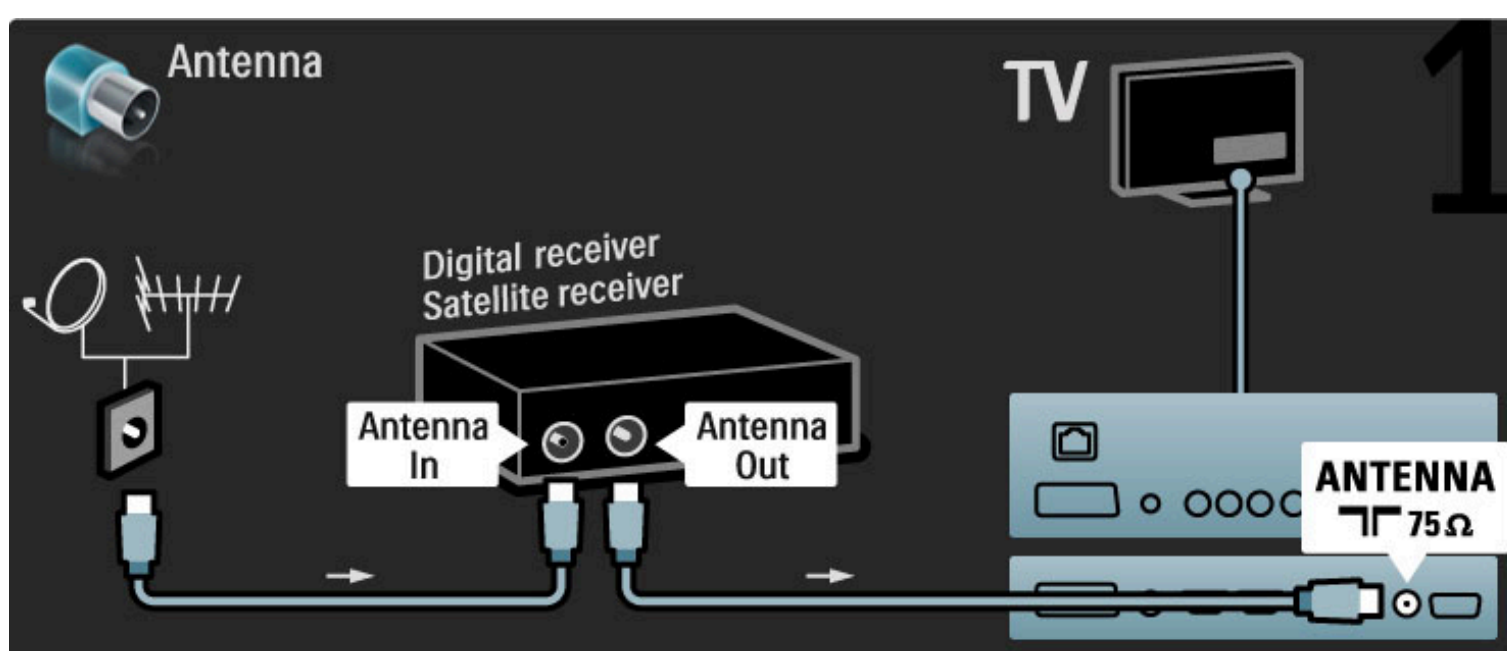 Antenna
TV
1
Digital receiver
Satellite receiver
Antenna
In
Antenna
Out
ANTENNA
75Ω